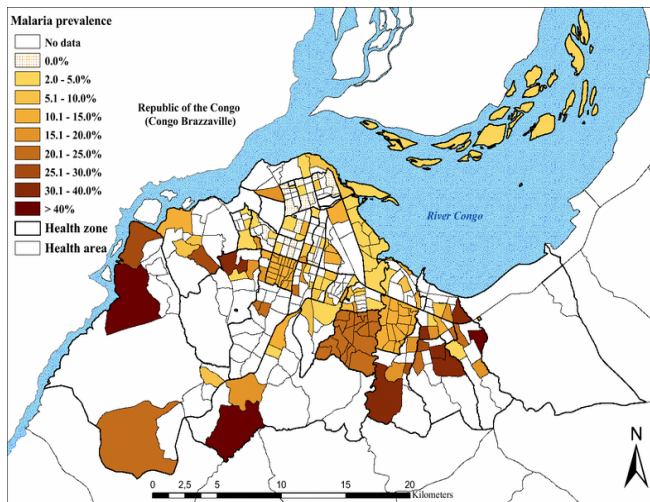 Malaria prevalence
No data
0.0%
2.0 - 5.0%
5.1 - 10.0%
10.1 - 15.0%
15.1 - 20.0%
20.1 - 25.0%
25.1 - 30.0%
30.1 - 40.0%
> 40%
Health zone
Health area
Republic of the Congo
(Congo Brazzaville)
River Congo
N
0 2,5 5 10 15 20
Kilometers